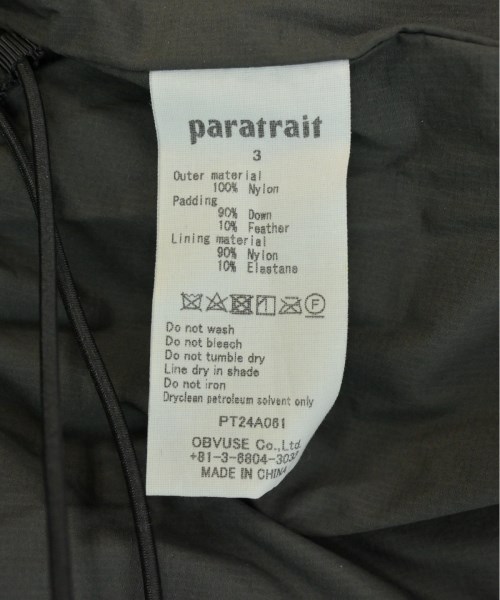 paratrait
3
Outer material
100% Nylon
Padding
90% Down
10% Feather
Lining material
90% Nylon
10% Elastane
F
Do not wash
Do not bleach
Do not tumble dry
Line dry in shade
Do not iron
Dryclean petroleum solvent only
PT24A061
OBVUSE Co.,Ltd.
+81-3-6804-303
MADE IN CHINA